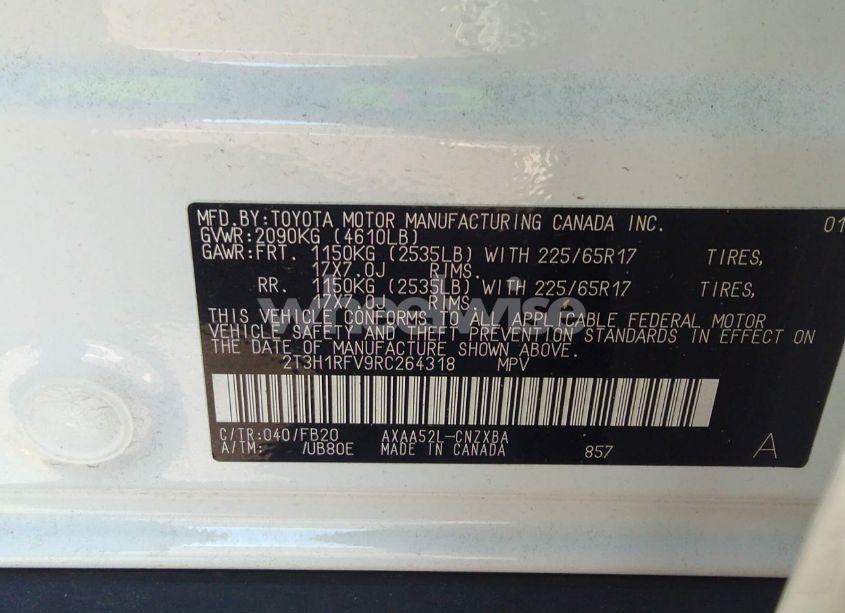 MFD.BY:TOYOTA MOTOR MANUFACTURING CANADA INC. 01
GVWR:2090KG (4610LB)
GAWR:FRT. 1150KG (2535LB) WITH 225/65R17 TIRES,
17X7.0J RIMS.
RR. 1150KG (2535LB) WITH 225/65R17 TIRES,
17X7.0J RIMS.
wheelwise
THIS VEHICLE CONFORMS TO ALL APPLICABLE FEDERAL MOTOR
VEHICLE SAFETY AND THEFT PREVENTION STANDARDS IN EFFECT ON
THE DATE OF MANUFACTURE SHOWN ABOVE.
2T3H1RFV9RC264318 MPV
C/TR:040/FB20 AXAA52L-CNZXBA
A/TM: /UB80E MADE IN CANADA 857 A